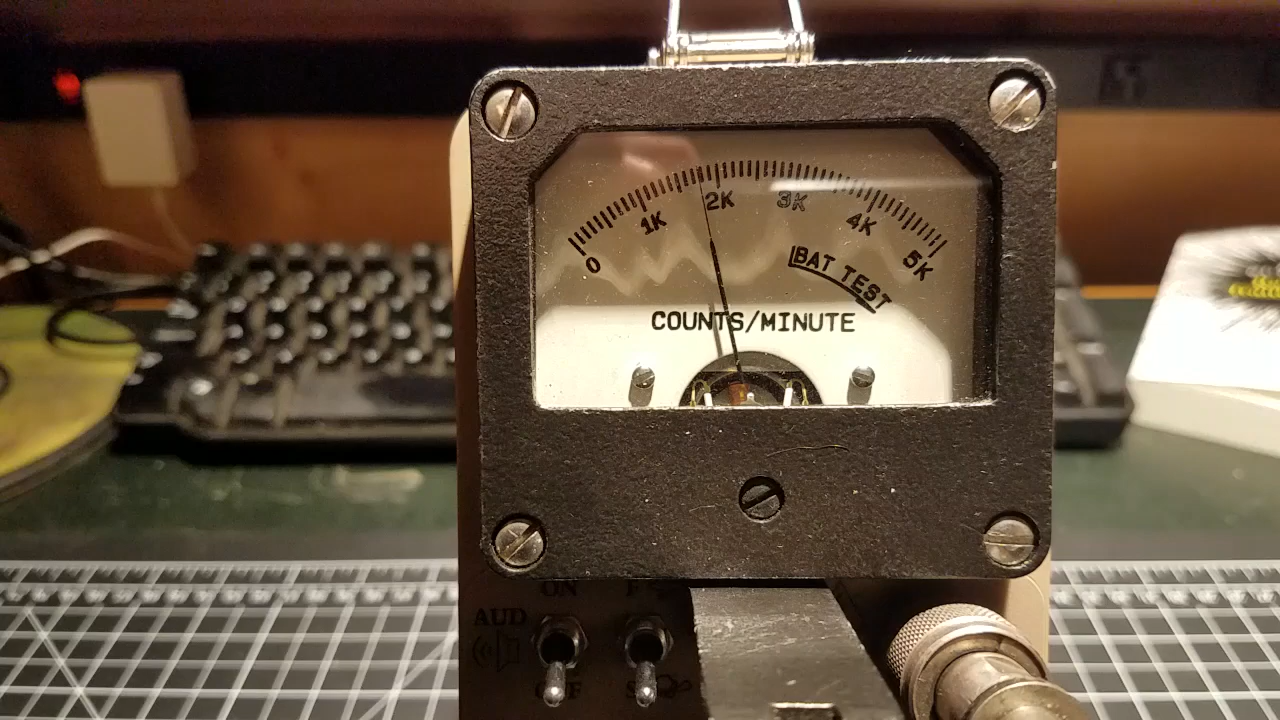 0 1K 2K 3K 4K 5K
BAT TEST
COUNTS/MINUTE
ON F
AUD
OFF S